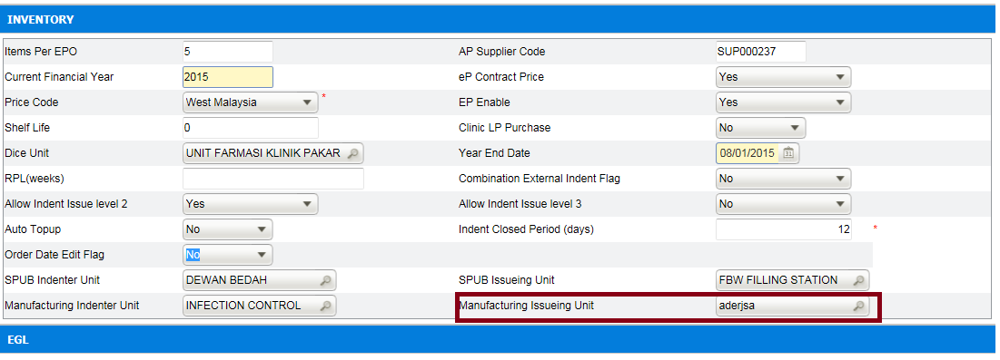 INVENTORY
Items Per EPO 5 AP Supplier Code SUP000237
Current Financial Year 2015 eP Contract Price Yes
Price Code West Malaysia * EP Enable Yes
Shelf Life 0 Clinic LP Purchase No
Dice Unit UNIT FARMASI KLINIK PAKAR Year End Date 08/01/2015 31
RPL(weeks) Combination External Indent Flag No
Allow Indent Issue level 2 Yes Allow Indent Issue level 3 No
Auto Topup No Indent Closed Period (days) 12 *
Order Date Edit Flag No
SPUB Indenter Unit DEWAN BEDAH SPUB Issueing Unit FBW FILLING STATION
Manufacturing Indenter Unit INFECTION CONTROL Manufacturing Issueing Unit aderjsa
EGL